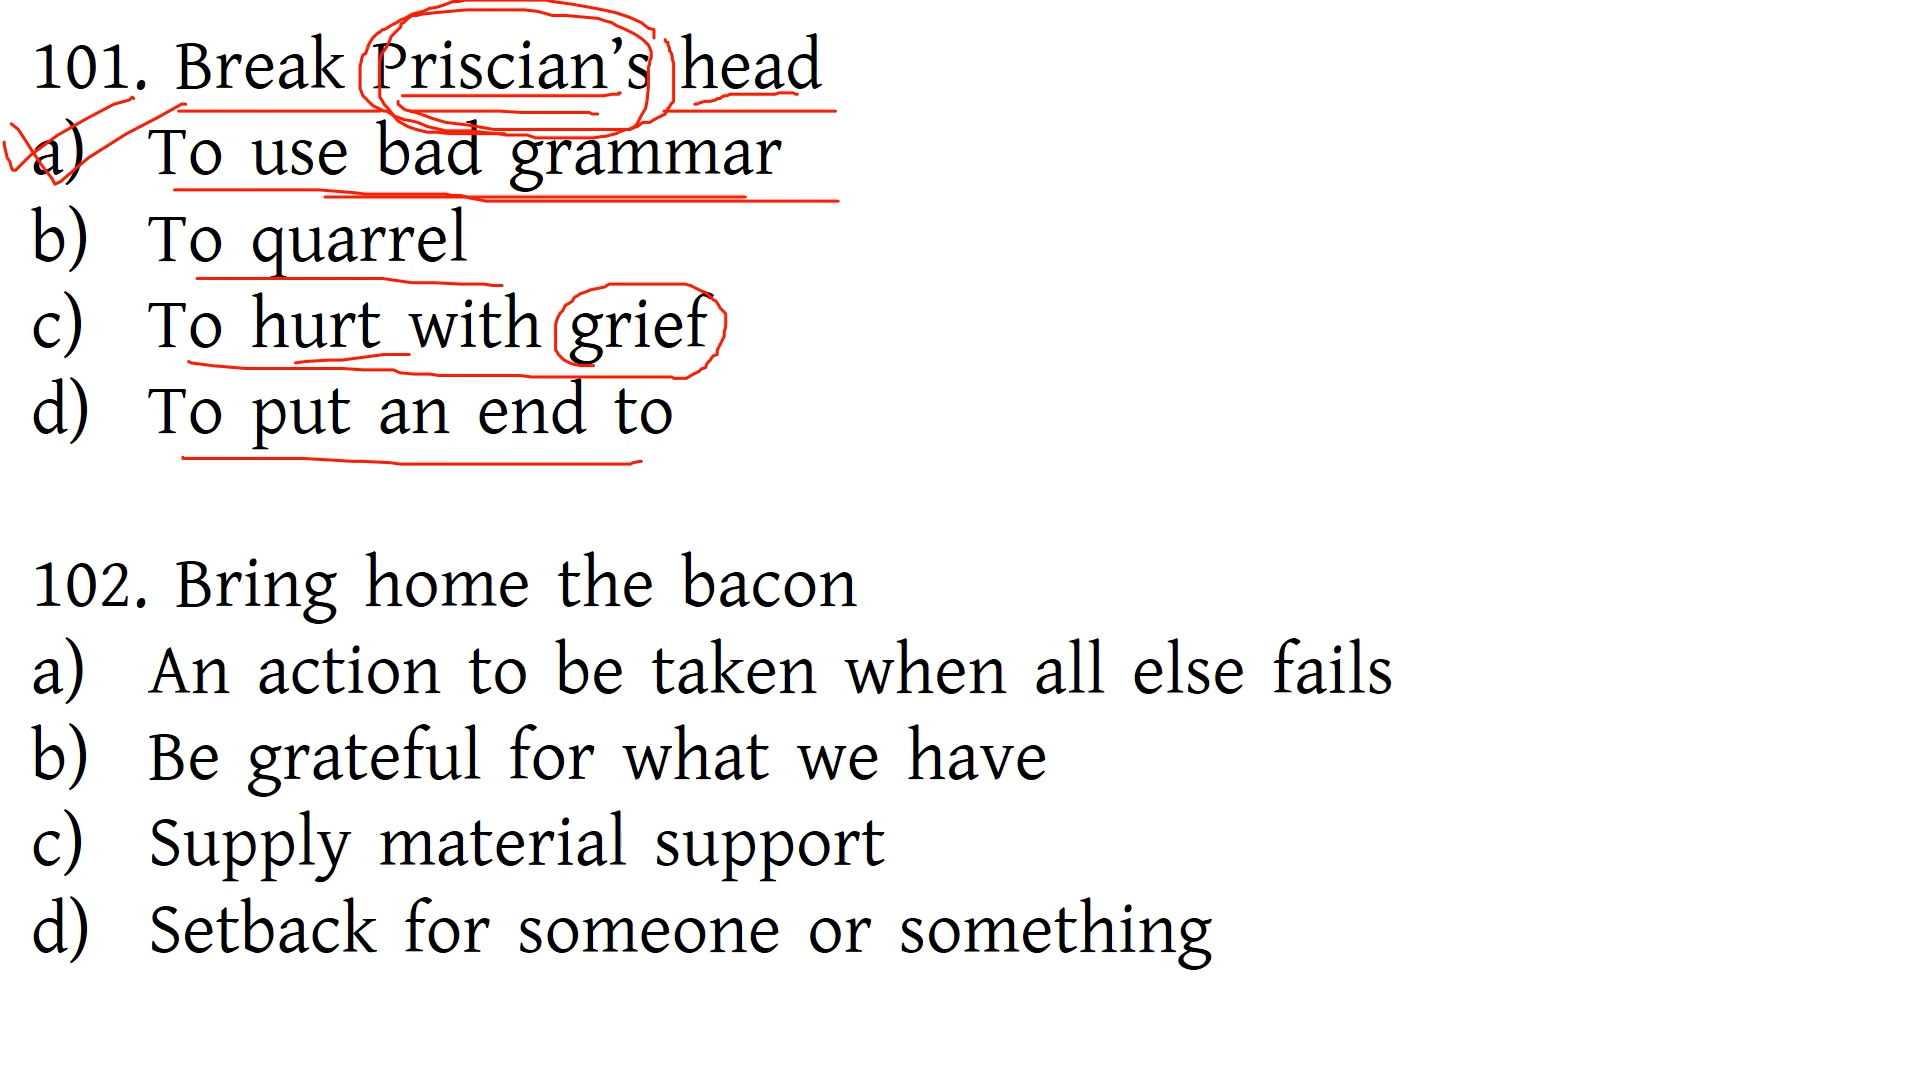 101. Break Priscian’s head
a) To use bad grammar
b) To quarrel
c) To hurt with grief
d) To put an end to
102. Bring home the bacon
a) An action to be taken when all else fails
b) Be grateful for what we have
c) Supply material support
d) Setback for someone or something